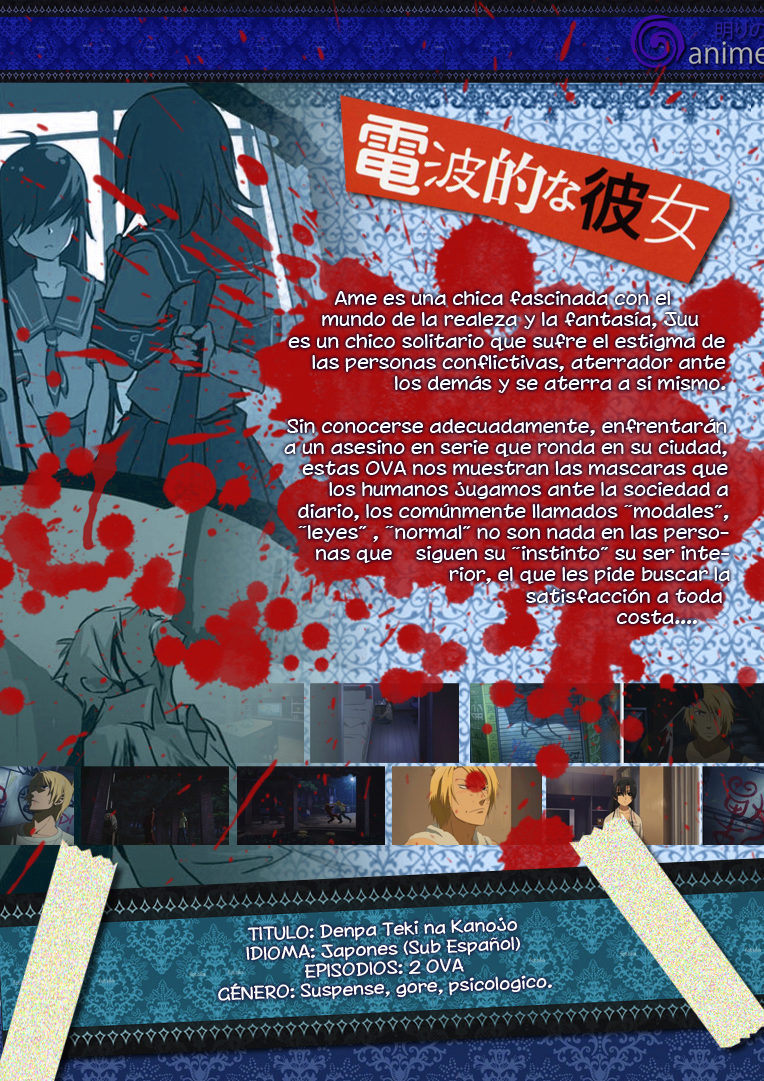 明りの
anime
電波的な彼女
Ame es una chica fascinada con el
mundo de la realeza y la fantasía, Juu
es un chico solitario que sufre el estigma de
las personas conflictivas, aterrador ante
los demás y se aterra a si mismo.
Sin conocerse adecuadamente, enfrentarán
a un asesino en serie que ronda en su ciudad,
estas OVA nos muestran las mascaras que
los humanos jugamos ante la sociedad a
diario, los comúnmente llamados "modales",
"leyes" , "normal" no son nada en las perso-
nas que siguen su "instinto" su ser inte-
rior, el que les pide buscar la
satisfacción a toda
costa....
TITULO: Denpa Teki na Kanojo
IDIOMA: Japones (Sub Español)
EPISODIOS: 2 OVA
GÉNERO: Suspense, gore, psicologico.